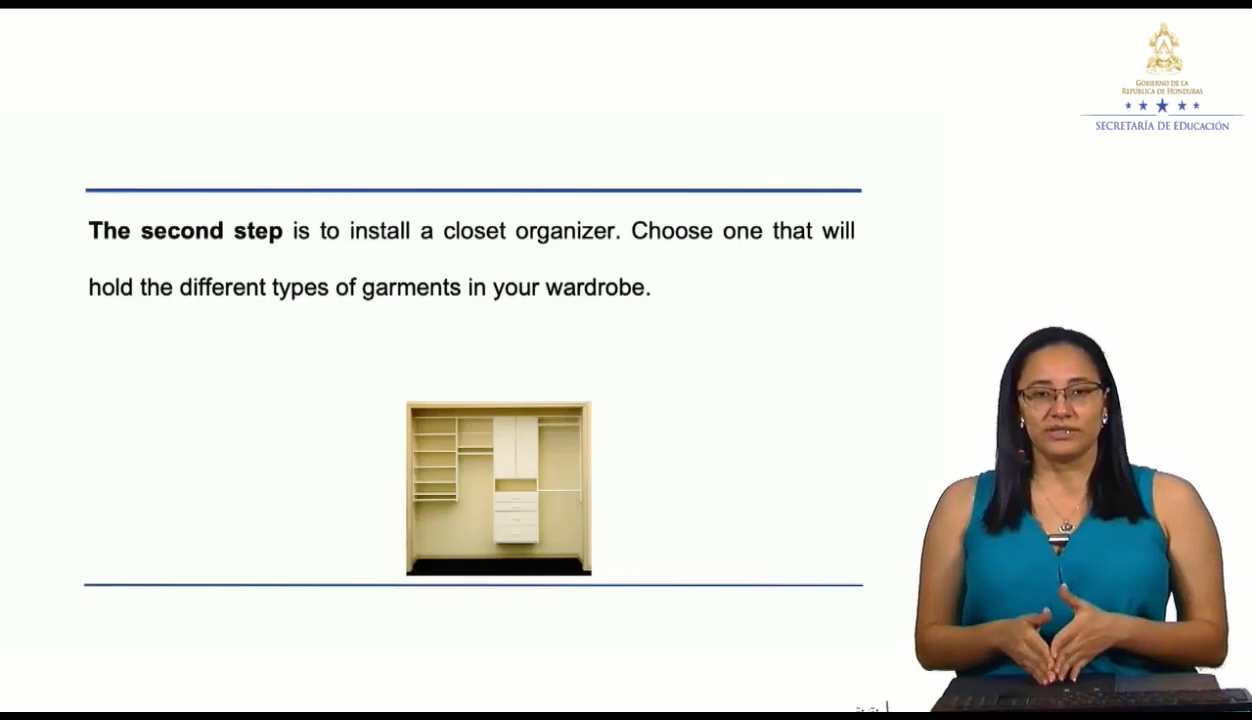 GOBIERNO DE LA
REPÚBLICA DE HONDURAS
SECRETARÍA DE EDUCACIÓN
The second step is to install a closet organizer. Choose one that will
hold the different types of garments in your wardrobe.